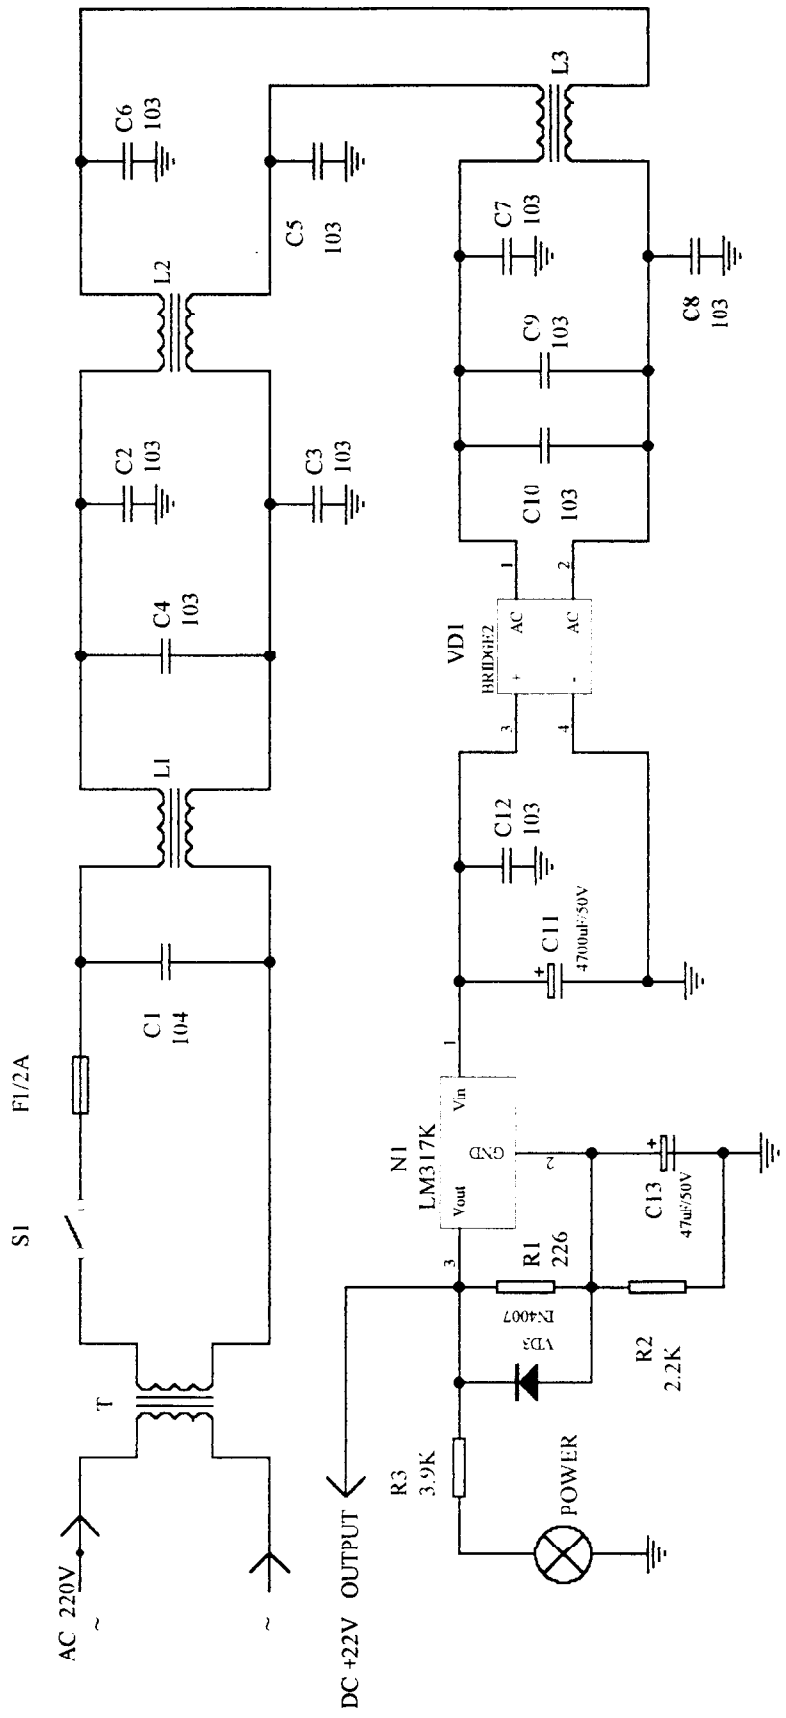 AC 220V
~
~
T
S1
F1/2A
C1
104
L1
C4
103
C2
103
C3
103
L2
C6
103
C5
103
L3
DC +22V OUTPUT
R3
3.9K
POWER
VD3
IN4007
R1
226
R2
2.2K
3
N1
LM317K
Vout
GND
Vin
2
1
C13
+
47uF/50V
+
C11
4700uF/50V
C12
103
3
4
VD1
BRIDGE2
+
-
AC
AC
1
2
C10
103
C9
103
C7
103
C8
103